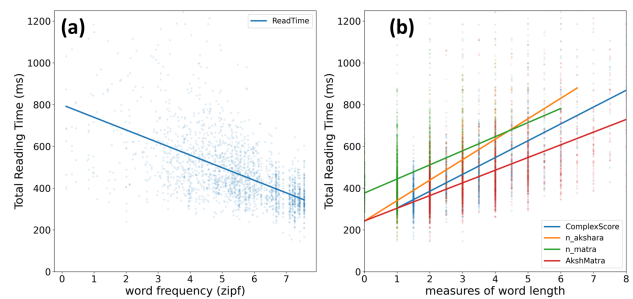 (a)
ReadTime
Total Reading Time (ms)
1200
1000
800
600
400
200
0
0 1 2 3 4 5 6 7
word frequency (zipf)
(b)
Total Reading Time (ms)
1200
1000
800
600
400
200
0
ComplexScore
n_akshara
n_matra
AkshMatra
0 1 2 3 4 5 6 7 8
measures of word length